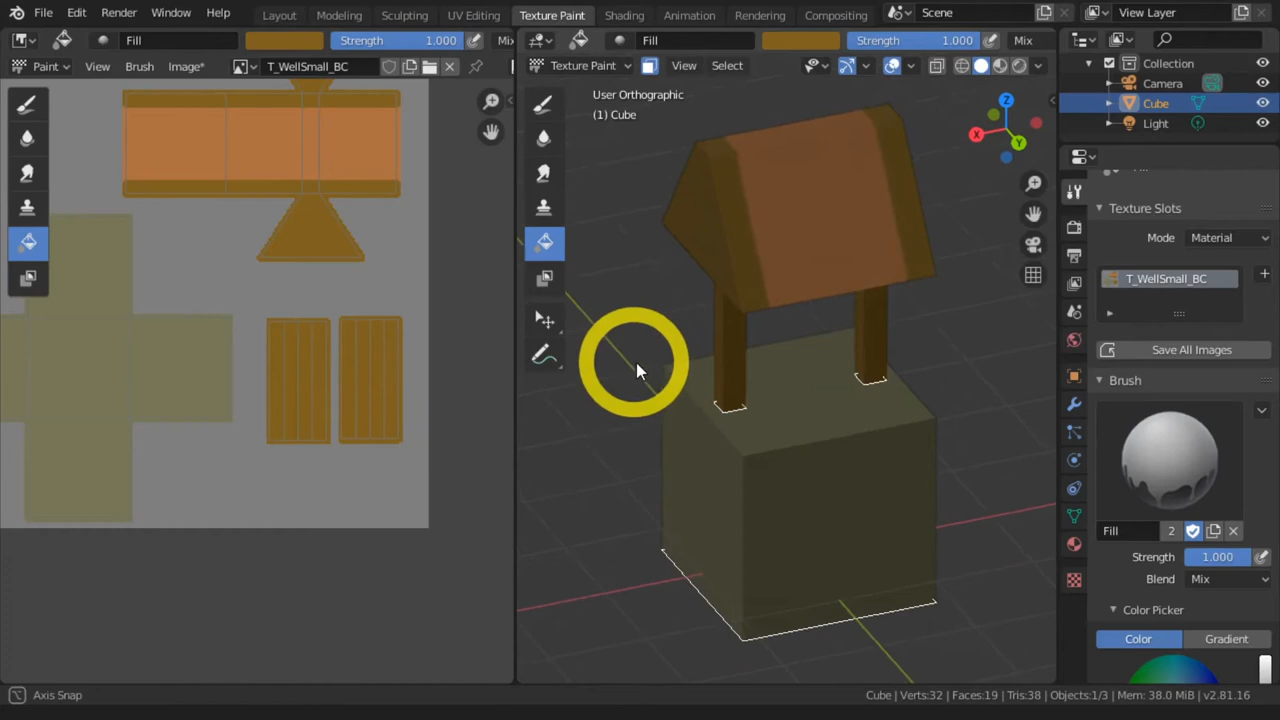 File Edit Render Window Help Layout Modeling Sculpting UV Editing Texture Paint Shading Animation Rendering Compositing Scene View Layer
Fill Strength 1.000 Mix
Fill Strength 1.000 Mix
Paint View Brush Image* T_WellSmall_BC
Texture Paint View Select
User Orthographic
(1) Cube
Z
X
Y
Collection
Camera
Cube
Light
Texture Slots
Mode Material
T_WellSmall_BC
Save All Images
Brush
Fill 2
Strength 1.000
Blend Mix
Color Picker
Color Gradient
Axis Snap
Cube | Verts:32 | Faces:19 | Tris:38 | Objects:1/3 | Mem: 38.0 MiB | v2.81.16